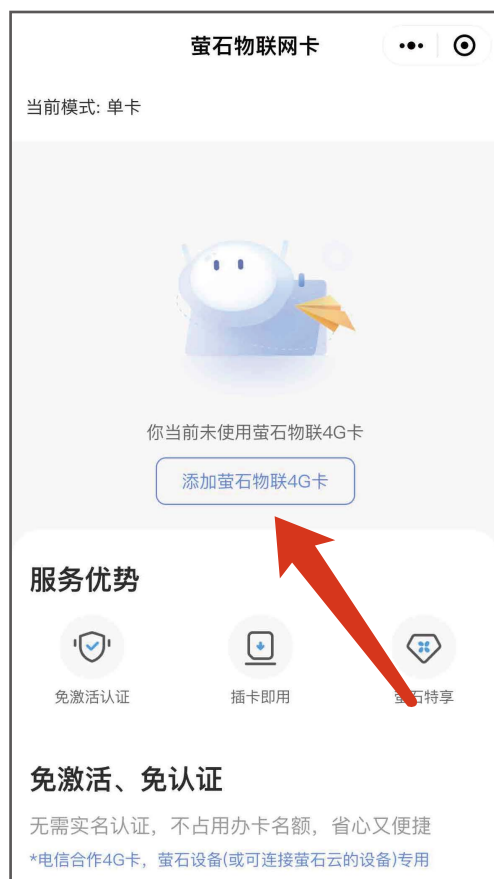 萤石物联网卡
当前模式: 单卡
你当前未使用萤石物联4G卡
添加萤石物联4G卡
服务优势
免激活认证
插卡即用
萤石特享
免激活、免认证
无需实名认证，不占用办卡名额，省心又便捷
*电信合作4G卡，萤石设备(或可连接萤石云的设备)专用